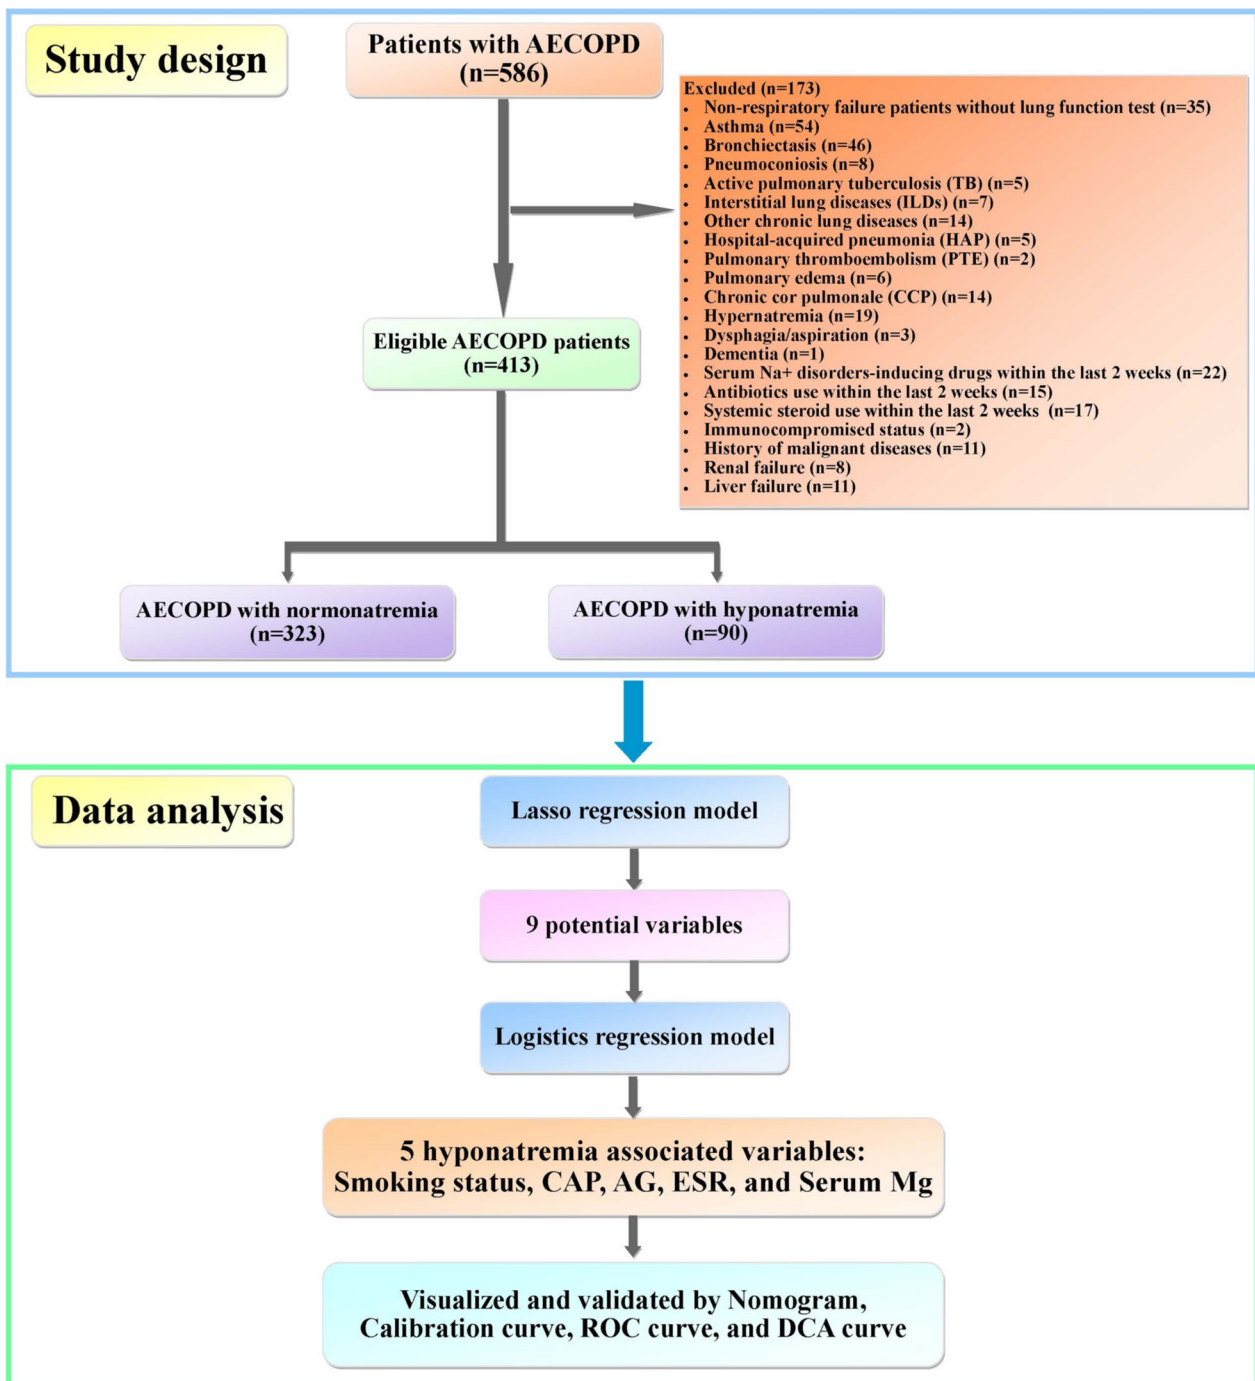 Study design
Patients with AECOPD
(n=586)
Excluded (n=173)
• Non-respiratory failure patients without lung function test (n=35)
• Asthma (n=54)
• Bronchiectasis (n=46)
• Pneumoconiosis (n=8)
• Active pulmonary tuberculosis (TB) (n=5)
• Interstitial lung diseases (ILDs) (n=7)
• Other chronic lung diseases (n=14)
• Hospital-acquired pneumonia (HAP) (n=5)
• Pulmonary thromboembolism (PTE) (n=2)
• Pulmonary edema (n=6)
• Chronic cor pulmonale (CCP) (n=14)
• Hypernatremia (n=19)
• Dysphagia/aspiration (n=3)
• Dementia (n=1)
• Serum Na+ disorders-inducing drugs within the last 2 weeks (n=22)
• Antibiotics use within the last 2 weeks (n=15)
• Systemic steroid use within the last 2 weeks (n=17)
• Immunocompromised status (n=2)
• History of malignant diseases (n=11)
• Renal failure (n=8)
• Liver failure (n=11)
Eligible AECOPD patients
(n=413)
AECOPD with normonatremia
(n=323)
AECOPD with hyponatremia
(n=90)
Data analysis
Lasso regression model
9 potential variables
Logistics regression model
5 hyponatremia associated variables:
Smoking status, CAP, AG, ESR, and Serum Mg
Visualized and validated by Nomogram,
Calibration curve, ROC curve, and DCA curve